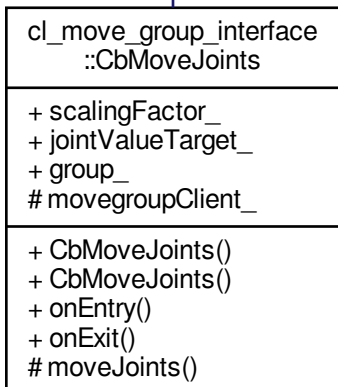 cl_move_group_interface
::CbMoveJoints
+ scalingFactor_
+ jointValueTarget_
+ group_
# movegroupClient_
+ CbMoveJoints()
+ CbMoveJoints()
+ onEntry()
+ onExit()
# moveJoints()